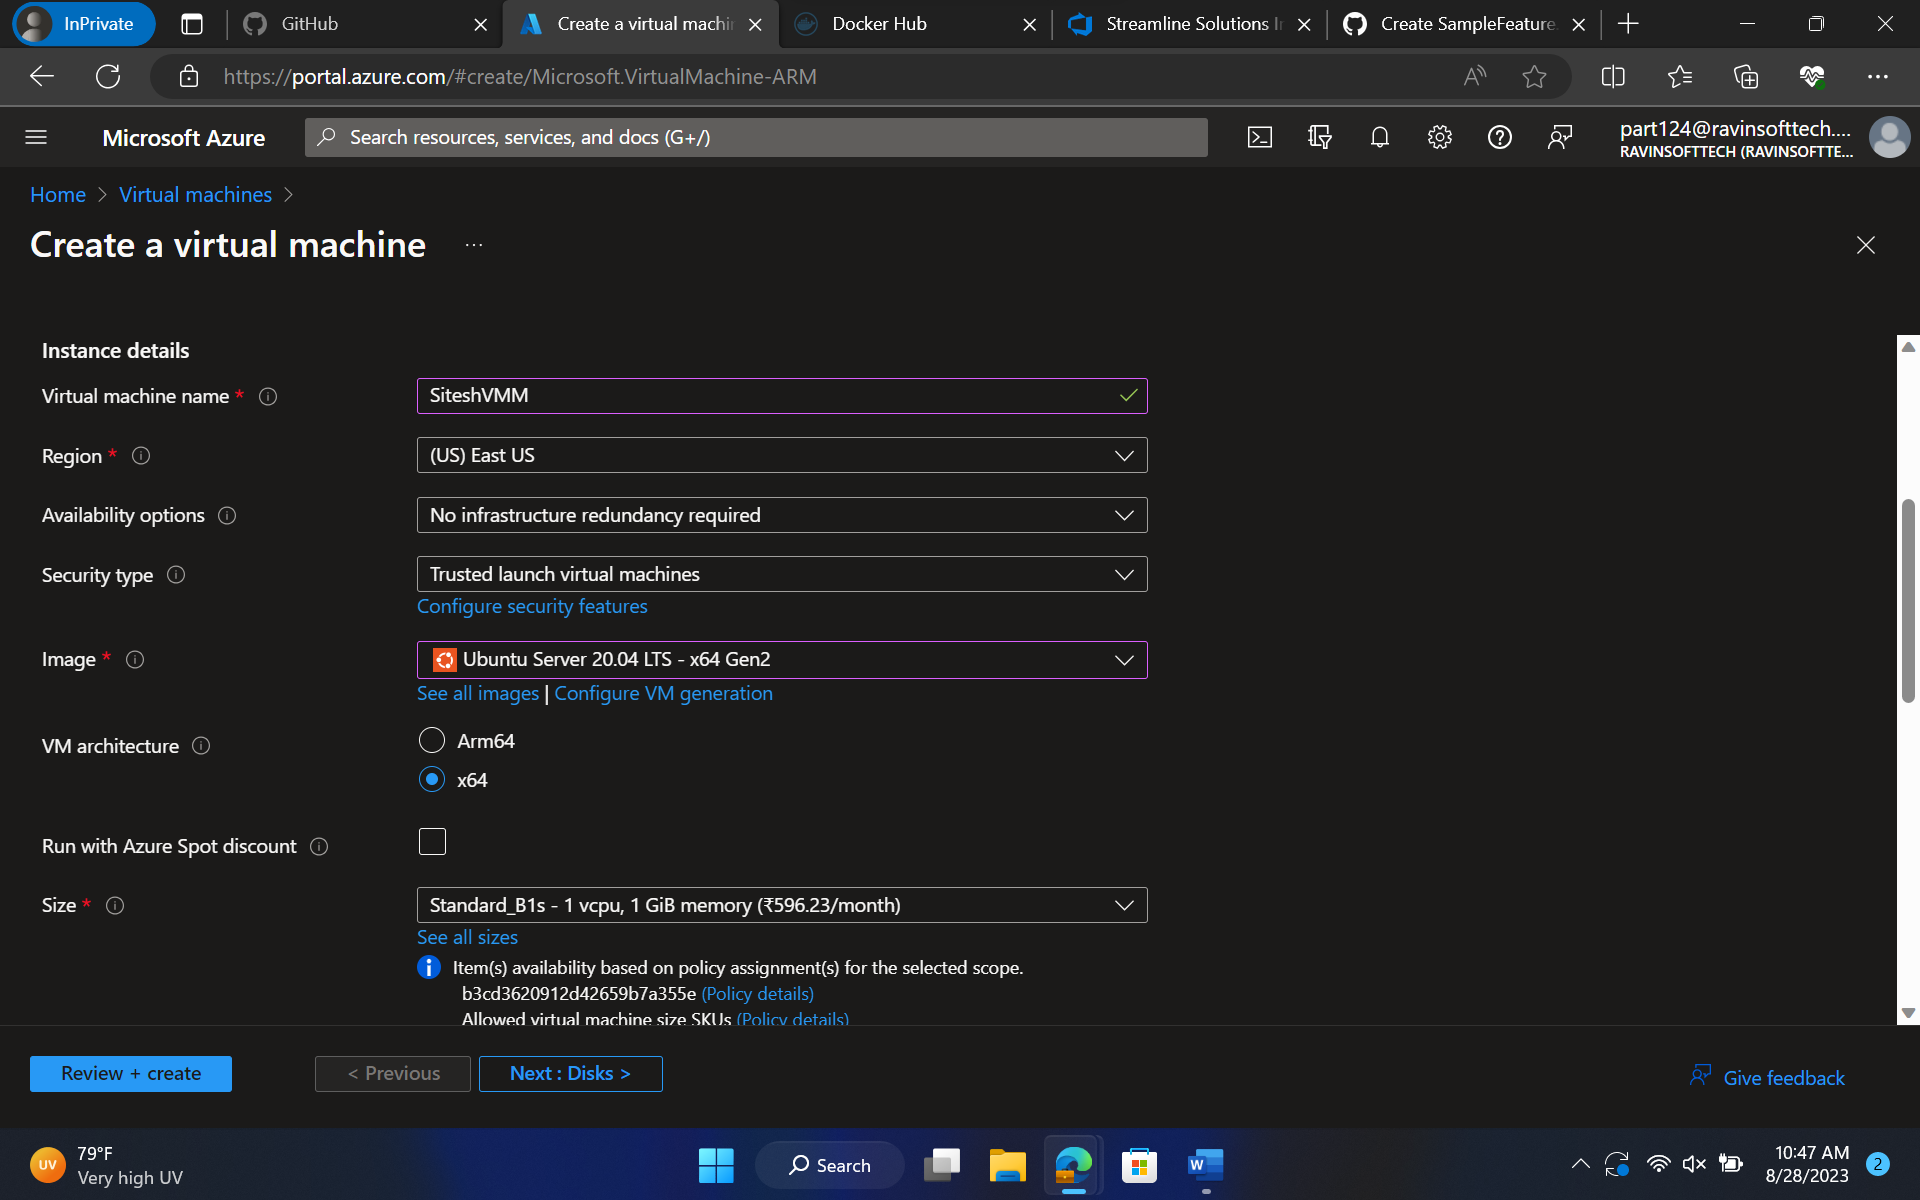 InPrivate
GitHub
Create a virtual machin
Docker Hub
Streamline Solutions In
Create SampleFeature.
https://portal.azure.com/#create/Microsoft.VirtualMachine-ARM
Microsoft Azure
Search resources, services, and docs (G+/)
part124@ravinsofttech....
RAVINSOFTTECH (RAVINSOFTTE...
Home > Virtual machines >
Create a virtual machine ...
Instance details
Virtual machine name *
SiteshVMM
Region *
(US) East US
Availability options
No infrastructure redundancy required
Security type
Trusted launch virtual machines
Configure security features
Image *
Ubuntu Server 20.04 LTS - x64 Gen2
See all images | Configure VM generation
VM architecture
Arm64
x64
Run with Azure Spot discount
Size *
Standard_B1s - 1 vcpu, 1 GiB memory (₹596.23/month)
See all sizes
Item(s) availability based on policy assignment(s) for the selected scope.
b3cd3620912d42659b7a355e (Policy details)
Allowed virtual machine size SKUs (Policy details)
Review + create
< Previous
Next : Disks >
Give feedback
UV
79°F
Very high UV
Search
10:47 AM
8/28/2023
2